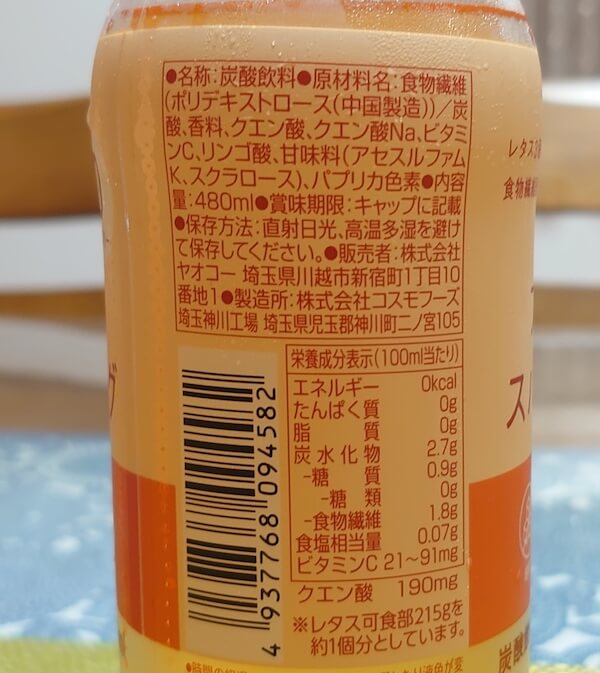 ●名称:炭酸飲料●原材料名:食物繊維
(ポリデキストロース(中国製造))/炭
酸、香料、クエン酸、クエン酸Na、ビタミ
ンC、リンゴ酸、甘味料(アセスルファム
K、スクラロース)、パプリカ色素●内容
量:480ml●賞味期限:キャップに記載
●保存方法:直射日光、高温多湿を避け
て保存してください。●販売者:株式会社
ヤオコー 埼玉県川越市新宿町1丁目10
番地1●製造所:株式会社コスモフーズ
埼玉神川工場 埼玉県児玉郡神川町二ノ宮105
栄養成分表示(100ml当たり)
エネルギー 0kcal
たんぱく質 0g
脂質 0g
炭水化物 2.7g
-糖質 0.9g
-糖類 0g
-食物繊維 1.8g
食塩相当量 0.07g
ビタミンC 21〜91mg
クエン酸 190mg
※レタス可食部215gを
約1個分としています。
4 937768 094582
レタス
食物繊維
ス
グ
炭酸